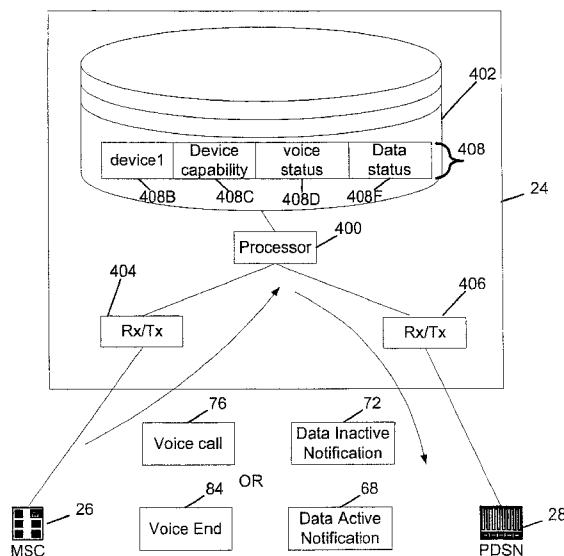 402
device1
Device capability
voice status
Data status
408
408B
408C
408D
408F
24
400
Processor
404
406
Rx/Tx
Rx/Tx
76
72
Voice call
Data Inactive Notification
OR
84
68
Voice End
Data Active Notification
26
28
MSC
PDSN